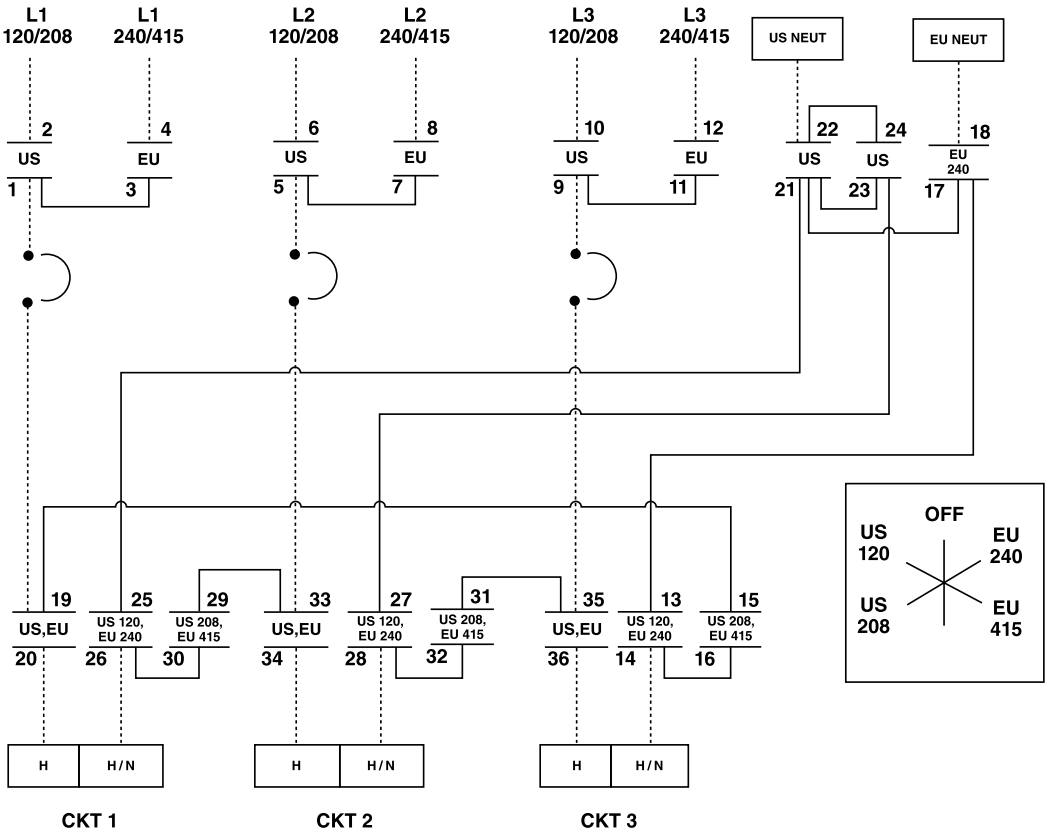 L1 L1 L2 L2 L3 L3
120/208 240/415 120/208 240/415 120/208 240/415 US NEUT EU NEUT
2 4 6 8 10 12 22 24 18
US EU US EU US EU US US EU
240
1 3 5 7 9 11 21 23 17
OFF
US EU
120 240
US EU
208 415
19 25 29 33 27 31 35 13 15
US,EU US 120, US 208, US,EU US 120, US 208, US,EU US 120, US 208,
EU 240 EU 415 EU 240 EU 415 EU 240 EU 415
20 26 30 34 28 32 36 14 16
H H/N H H/N H H/N
CKT 1 CKT 2 CKT 3